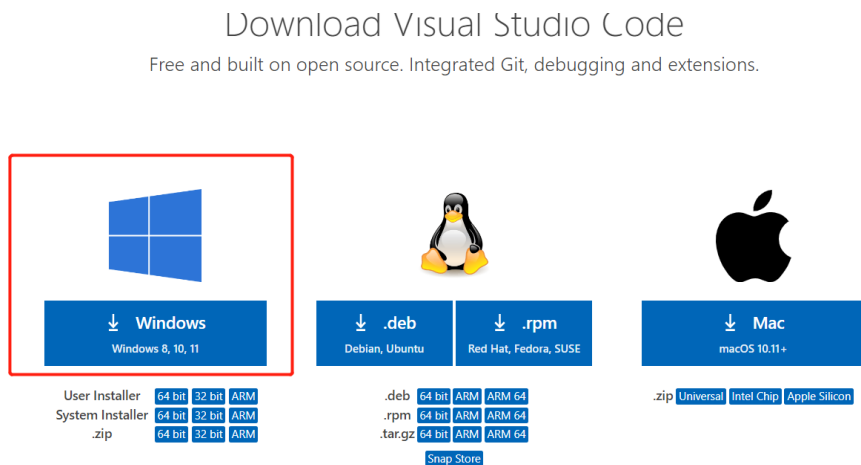 Download Visual Studio Code
Free and built on open source. Integrated Git, debugging and extensions.
Windows
Windows 8, 10, 11
User Installer 64 bit 32 bit ARM
System Installer 64 bit 32 bit ARM
.zip 64 bit 32 bit ARM
.deb
Debian, Ubuntu
.rpm
Red Hat, Fedora, SUSE
.deb 64 bit ARM ARM 64
.rpm 64 bit ARM ARM 64
.tar.gz 64 bit ARM ARM 64
Snap Store
Mac
macOS 10.11+
.zip Universal Intel Chip Apple Silicon